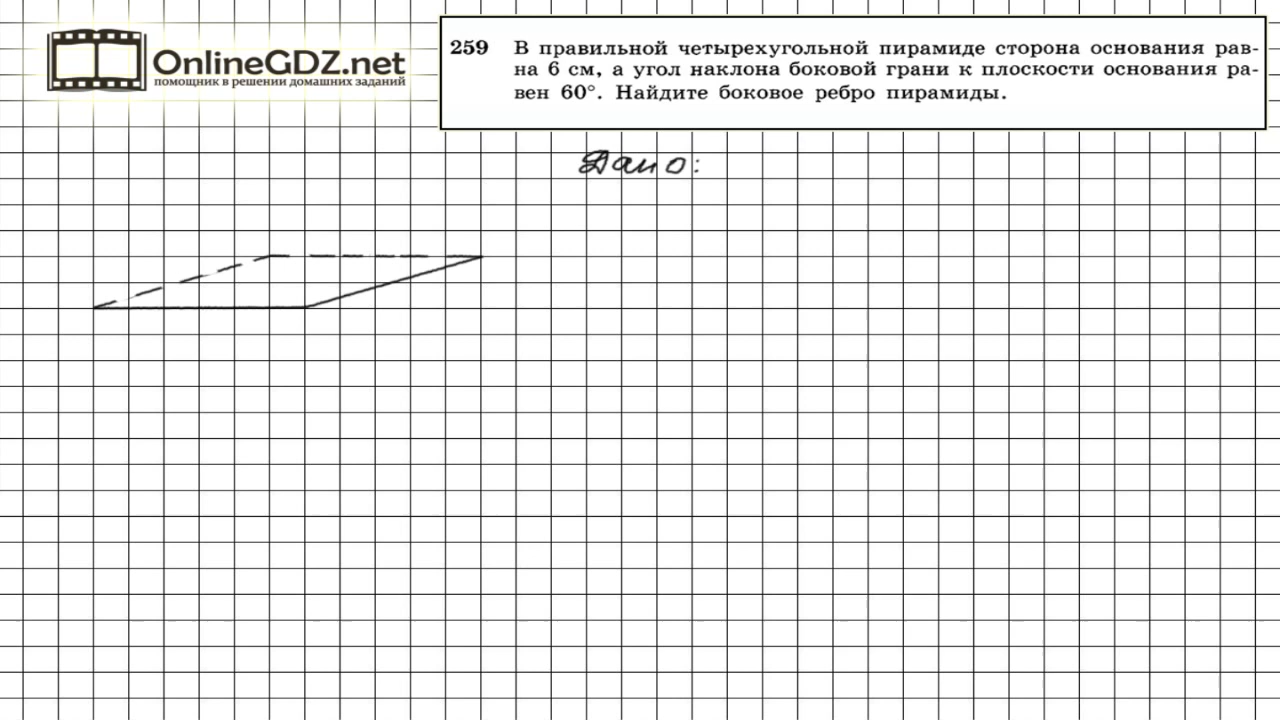 OnlineGDZ.net
помощник в решении домашних заданий
259 В правильной четырехугольной пирамиде сторона основания рав-
на 6 см, а угол наклона боковой грани к плоскости основания ра-
вен 60°. Найдите боковое ребро пирамиды.
Дано: